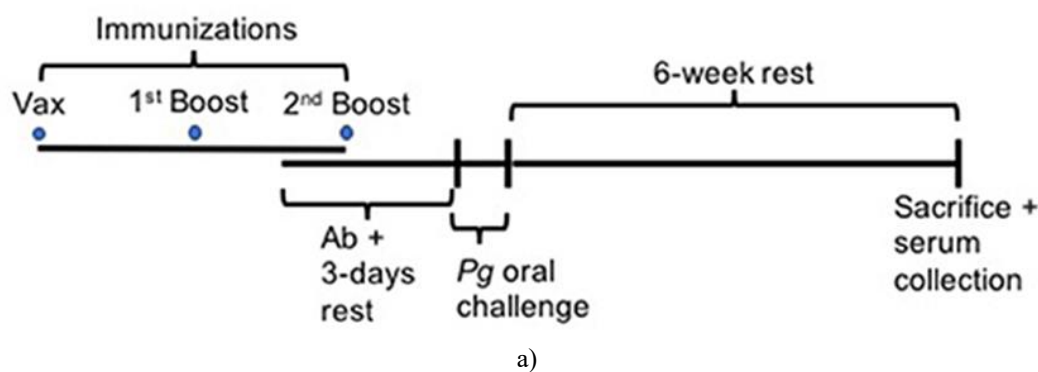 Immunizations
Vax
1st Boost
2nd Boost
6-week rest
Ab +
3-days
rest
Pg oral
challenge
Sacrifice +
serum
collection
a)